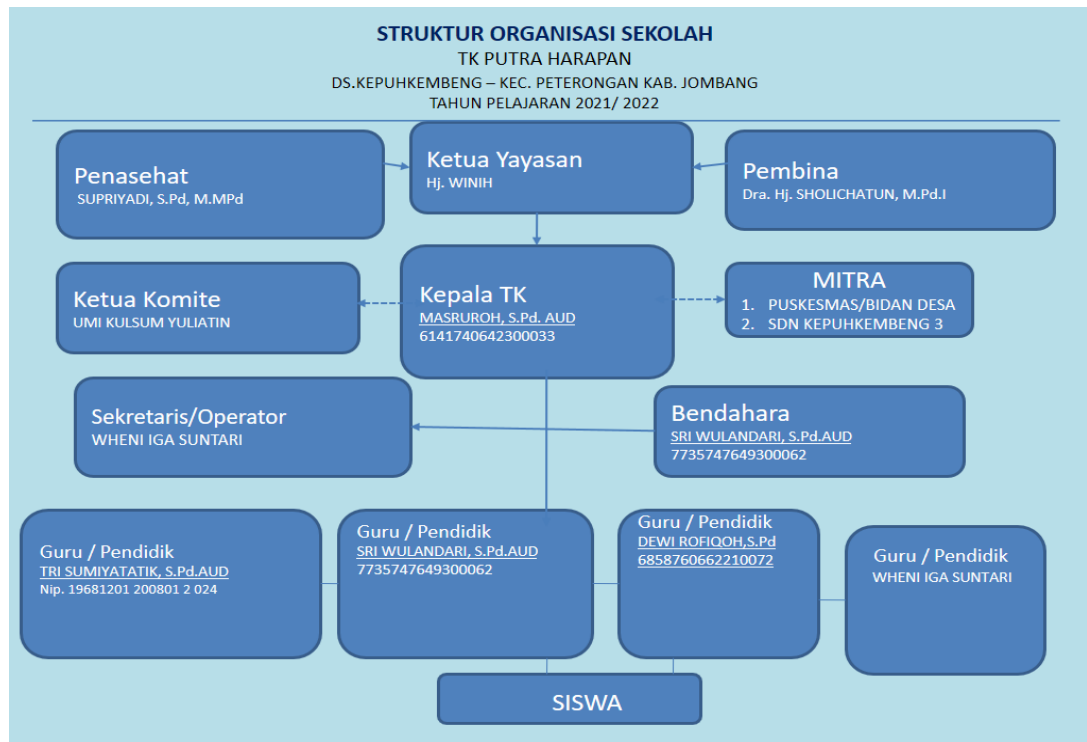 STRUKTUR ORGANISASI SEKOLAH
TK PUTRA HARAPAN
DS.KEPUHKEMBENG – KEC. PETERONGAN KAB. JOMBANG
TAHUN PELAJARAN 2021/ 2022
Penasehat
SUPRIYADI, S.Pd, M.MPd
Ketua Yayasan
Hj. WINIH
Pembina
Dra. Hj. SHOLICHATUN, M.Pd.I
Ketua Komite
UMI KULSUM YULIATIN
Kepala TK
MASRUROH, S.Pd. AUD
6141740642300033
MITRA
1. PUSKESMAS/BIDAN DESA
2. SDN KEPUHKEMBENG 3
Sekretaris/Operator
WHENI IGA SUNTARI
Bendahara
SRI WULANDARI, S.Pd.AUD
7735747649300062
Guru / Pendidik
TRI SUMIYATATIK, S.Pd.AUD
Nip. 19681201 200801 2 024
Guru / Pendidik
SRI WULANDARI, S.Pd.AUD
7735747649300062
Guru / Pendidik
DEWI ROFIQOH,S.Pd
6858760662210072
Guru / Pendidik
WHENI IGA SUNTARI
SISWA